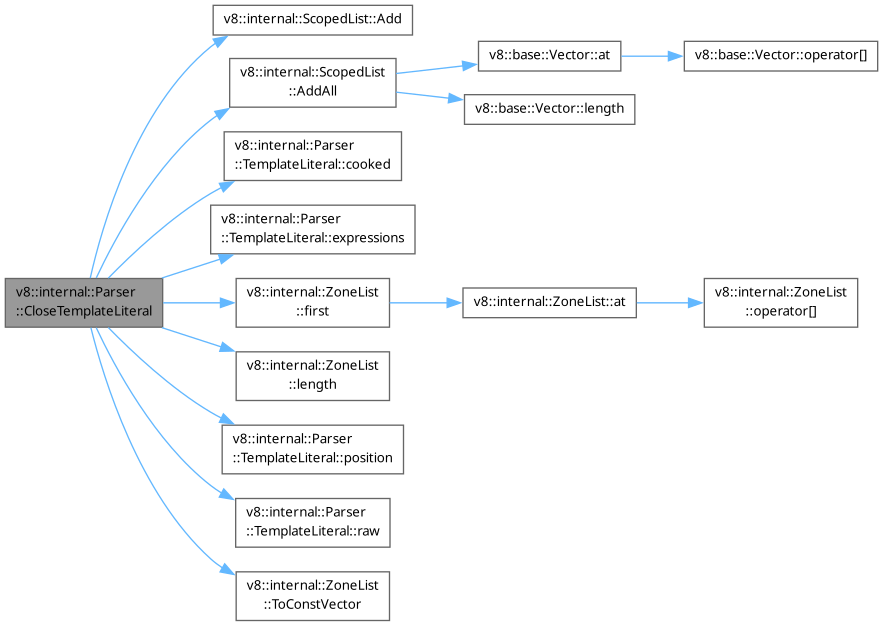 v8::internal::ScopedList::Add
v8::internal::ScopedList
::AddAll
v8::base::Vector::at
v8::base::Vector::operator[]
v8::base::Vector::length
v8::internal::Parser
::TemplateLiteral::cooked
v8::internal::Parser
::TemplateLiteral::expressions
v8::internal::Parser
::CloseTemplateLiteral
v8::internal::ZoneList
::first
v8::internal::ZoneList::at
v8::internal::ZoneList
::operator[]
v8::internal::ZoneList
::length
v8::internal::Parser
::TemplateLiteral::position
v8::internal::Parser
::TemplateLiteral::raw
v8::internal::ZoneList
::ToConstVector